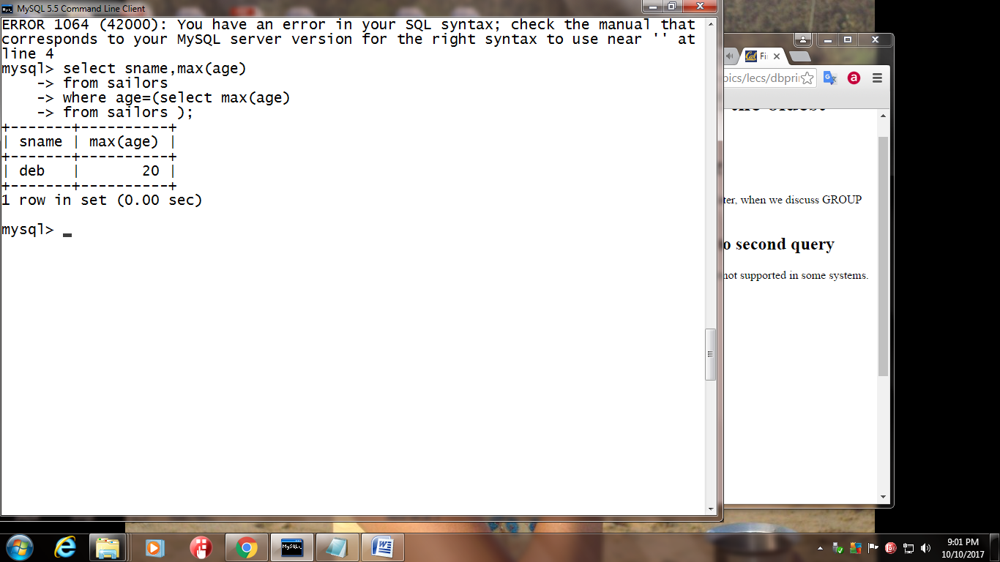 MySQL 5.5 Command Line Client
ERROR 1064 (42000): You have an error in your SQL syntax; check the manual that
corresponds to your MySQL server version for the right syntax to use near '' at
line 4
mysql> select sname,max(age)
    -> from sailors
    -> where age=(select max(age)
    -> from sailors );
+-------+----------+
| sname | max(age) |
+-------+----------+
| deb   |       20 |
+-------+----------+
1 row in set (0.00 sec)
mysql> _
Cal Fi
pics/lecs/dbpri
the oldest
ter, when we discuss GROUP
o second query
not supported in some systems.
9:01 PM
10/10/2017